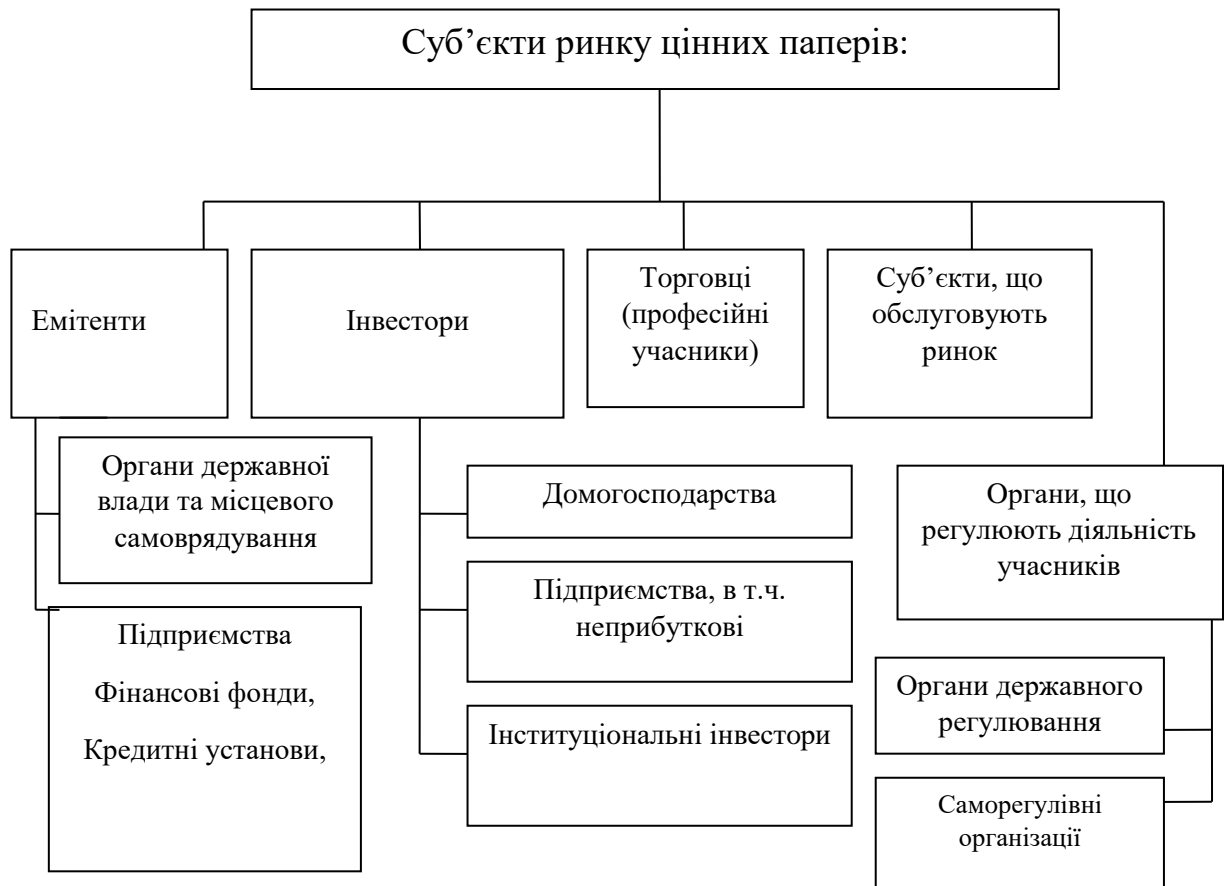 Суб’єкти ринку цінних паперів:
Емітенти
Інвестори
Торговці
(професійні
учасники)
Суб’єкти, що
обслуговують
ринок
Органи державної
влади та місцевого
самоврядування
Підприємства
Фінансові фонди,
Кредитні установи,
Домогосподарства
Підприємства, в т.ч.
неприбуткові
Інституціональні інвестори
Органи, що
регулюють діяльність
учасників
Органи державного
регулювання
Саморегулівні
організації